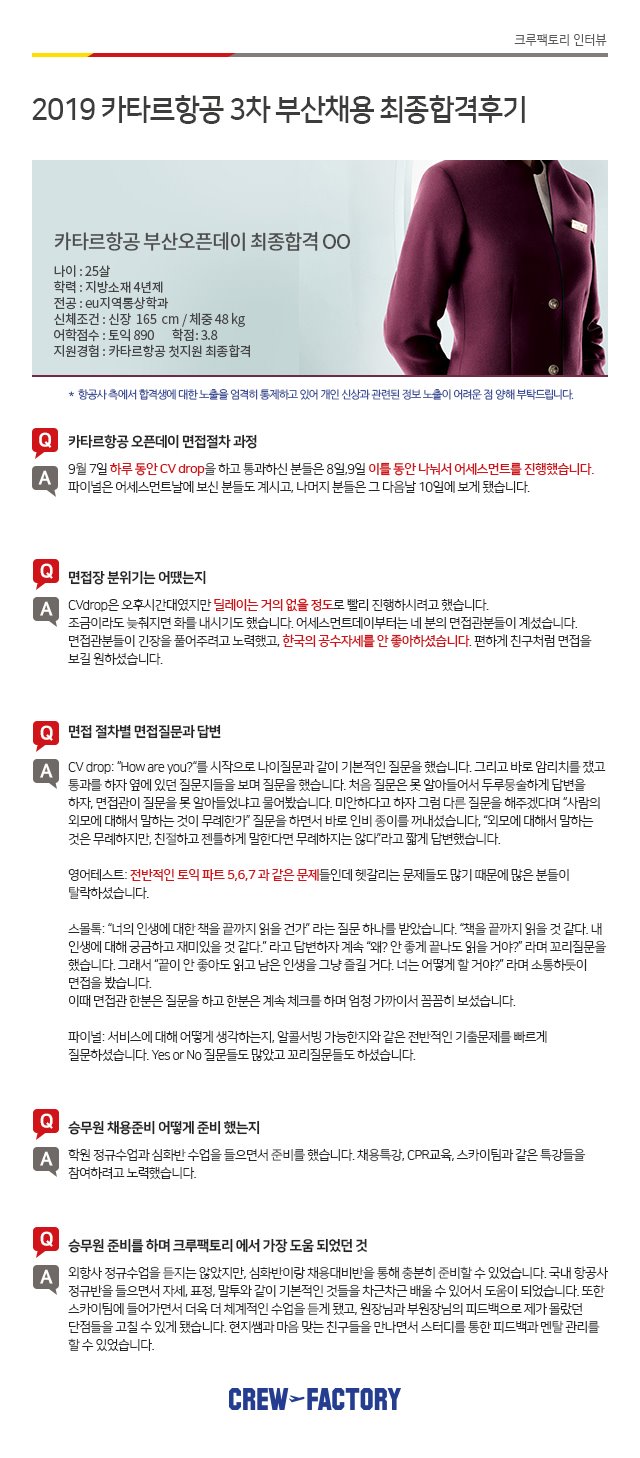 크루팩토리 인터뷰
2019 카타르항공 3차 부산채용 최종합격후기
카타르항공 부산오픈데이 최종합격 OO
나이 : 25살
학력 : 지방소재 4년제
전공 : eu지역통상학과
신체조건 : 신장 165 cm / 체중 48 kg
어학점수 : 토익 890 학점: 3.8
지원경험 : 카타르항공 첫지원 최종합격
* 항공사 측에서 합격생에 대한 노출을 엄격히 통제하고 있어 개인 신상과 관련된 정보 노출이 어려운 점 양해 부탁드립니다.
Q 카타르항공 오픈데이 면접절차 과정
A 9월 7일 하루 동안 CV drop을 하고 통과하신 분들은 8일,9일 이틀 동안 나눠서 어세스먼트를 진행했습니다.
파이널은 어세스먼트날에 보신 분들도 계시고, 나머지 분들은 그 다음날 10일에 보게 됐습니다.
Q 면접장 분위기는 어땠는지
A CVdrop은 오후시간대였지만 딜레이는 거의 없을 정도로 빨리 진행하시려고 했습니다.
조금이라도 늦춰지면 화를 내시기도 했습니다. 어세스먼트데이부터는 네 분의 면접관분들이 계셨습니다.
면접관분들이 긴장을 풀어주려고 노력했고, 한국의 공수자세를 안 좋아하셨습니다. 편하게 친구처럼 면접을
보길 원하셨습니다.
Q 면접 절차별 면접질문과 답변
A CV drop: “How are you?“를 시작으로 나이질문과 같이 기본적인 질문을 했습니다. 그리고 바로 암리치를 쟀고
통과를 하자 옆에 있던 질문지들을 보며 질문을 했습니다. 처음 질문은 못 알아들어서 두루뭉술하게 답변을
하자, 면접관이 질문을 못 알아들었냐고 물어봤습니다. 미안하다고 하자 그럼 다른 질문을 해주겠다며 “사람의
외모에 대해서 말하는 것이 무례한가” 질문을 하면서 바로 인비 종이를 꺼내셨습니다, “외모에 대해서 말하는
것은 무례하지만, 친절하고 젠틀하게 말한다면 무례하지는 않다”라고 짧게 답변했습니다.
영어테스트: 전반적인 토익 파트 5,6,7 과 같은 문제들인데 헷갈리는 문제들도 많기 때문에 많은 분들이
탈락하셨습니다.
스몰톡: “너의 인생에 대한 책을 끝까지 읽을 건가” 라는 질문 하나를 받았습니다. “책을 끝까지 읽을 것 같다. 내
인생에 대해 궁금하고 재미있을 것 같다.” 라고 답변하자 계속 “왜? 안 좋게 끝나도 읽을 거야?” 라며 꼬리질문을
했습니다. 그래서 “끝이 안 좋아도 읽고 남은 인생을 그냥 즐길 거다. 너는 어떻게 할 거야?” 라며 소통하듯이
면접을 봤습니다.
이때 면접관 한분은 질문을 하고 한분은 계속 체크를 하며 엄청 가까이서 꼼꼼히 보셨습니다.
파이널: 서비스에 대해 어떻게 생각하는지, 알콜서빙 가능한지와 같은 전반적인 기출문제를 빠르게
질문하셨습니다. Yes or No 질문들도 많았고 꼬리질문들도 하셨습니다.
Q 승무원 채용준비 어떻게 준비 했는지
A 학원 정규수업과 심화반 수업을 들으면서 준비를 했습니다. 채용특강, CPR교육, 스카이팀과 같은 특강들을
참여하려고 노력했습니다.
Q 승무원 준비를 하며 크루팩토리 에서 가장 도움 되었던 것
A 외항사 정규수업을 듣지는 않았지만, 심화반이랑 채용대비반을 통해 충분히 준비할 수 있었습니다. 국내 항공사
정규반을 들으면서 자세, 표정, 말투와 같이 기본적인 것들을 차근차근 배울 수 있어서 도움이 되었습니다. 또한
스카이팀에 들어가면서 더욱 더 체계적인 수업을 듣게 됐고, 원장님과 부원장님의 피드백으로 제가 몰랐던
단점들을 고칠 수 있게 됐습니다. 현지쌤과 마음 맞는 친구들을 만나면서 스터디를 통한 피드백과 멘탈 관리를
할 수 있었습니다.
CREW FACTORY